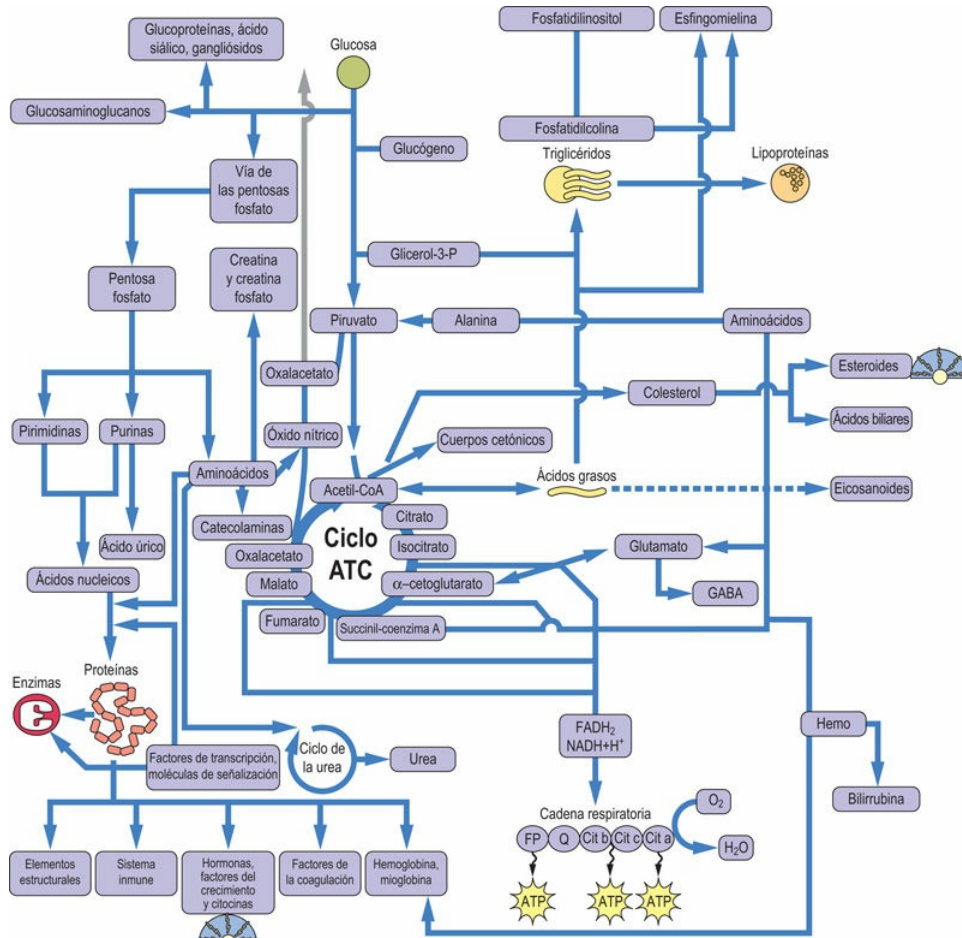 Glucoproteínas, ácido
siálico, gangliósidos
Glucosa
Fosfatidilinositol
Esfingomielina
Glucosaminoglucanos
Glucógeno
Fosfatidilcolina
Triglicéridos
Lipoproteínas
Vía de
las pentosas
fosfato
Creatina
y creatina
fosfato
Glicerol-3-P
Pentosa
fosfato
Piruvato
Alanina
Aminoácidos
Oxalacetato
Esteroides
Colesterol
Ácidos biliares
Pirimidinas
Purinas
Óxido nítrico
Cuerpos cetónicos
Aminoácidos
Acetil-CoA
Ácidos grasos
Eicosanoides
Catecolaminas
Citrato
Ciclo
ATC
Ácido úrico
Oxalacetato
Isocitrato
Glutamato
Ácidos nucleicos
Malato
α–cetoglutarato
GABA
Fumarato
Succinil-coenzima A
Proteínas
Enzimas
Factores de transcripción,
moléculas de señalización
Ciclo de
la urea
Urea
FADH₂
NADH+H⁺
Hemo
Bilirrubina
Cadena respiratoria
O₂
FP
Q
Cit b
Cit c
Cit a
H₂O
ATP
ATP
ATP
Elementos
estructurales
Sistema
inmune
Hormonas,
factores del
crecimiento
y citocinas
Factores de
la coagulación
Hemoglobina,
mioglobina